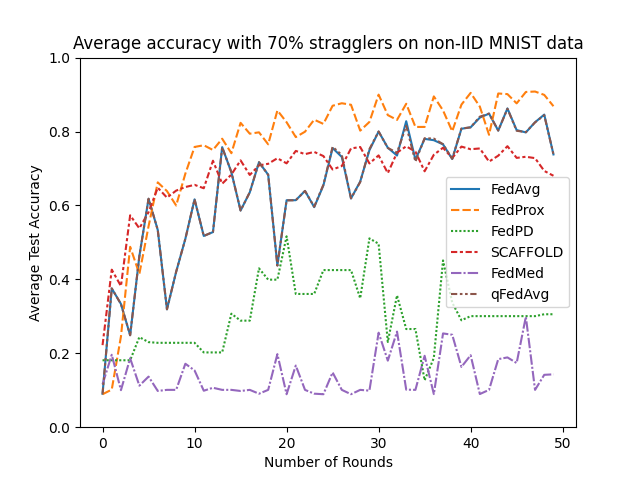 Average accuracy with 70% stragglers on non-IID MNIST data
1.0
0.8
0.6
0.4
0.2
0.0
Average Test Accuracy
FedAvg
FedProx
FedPD
SCAFFOLD
FedMed
qFedAvg
0 10 20 30 40 50
Number of Rounds